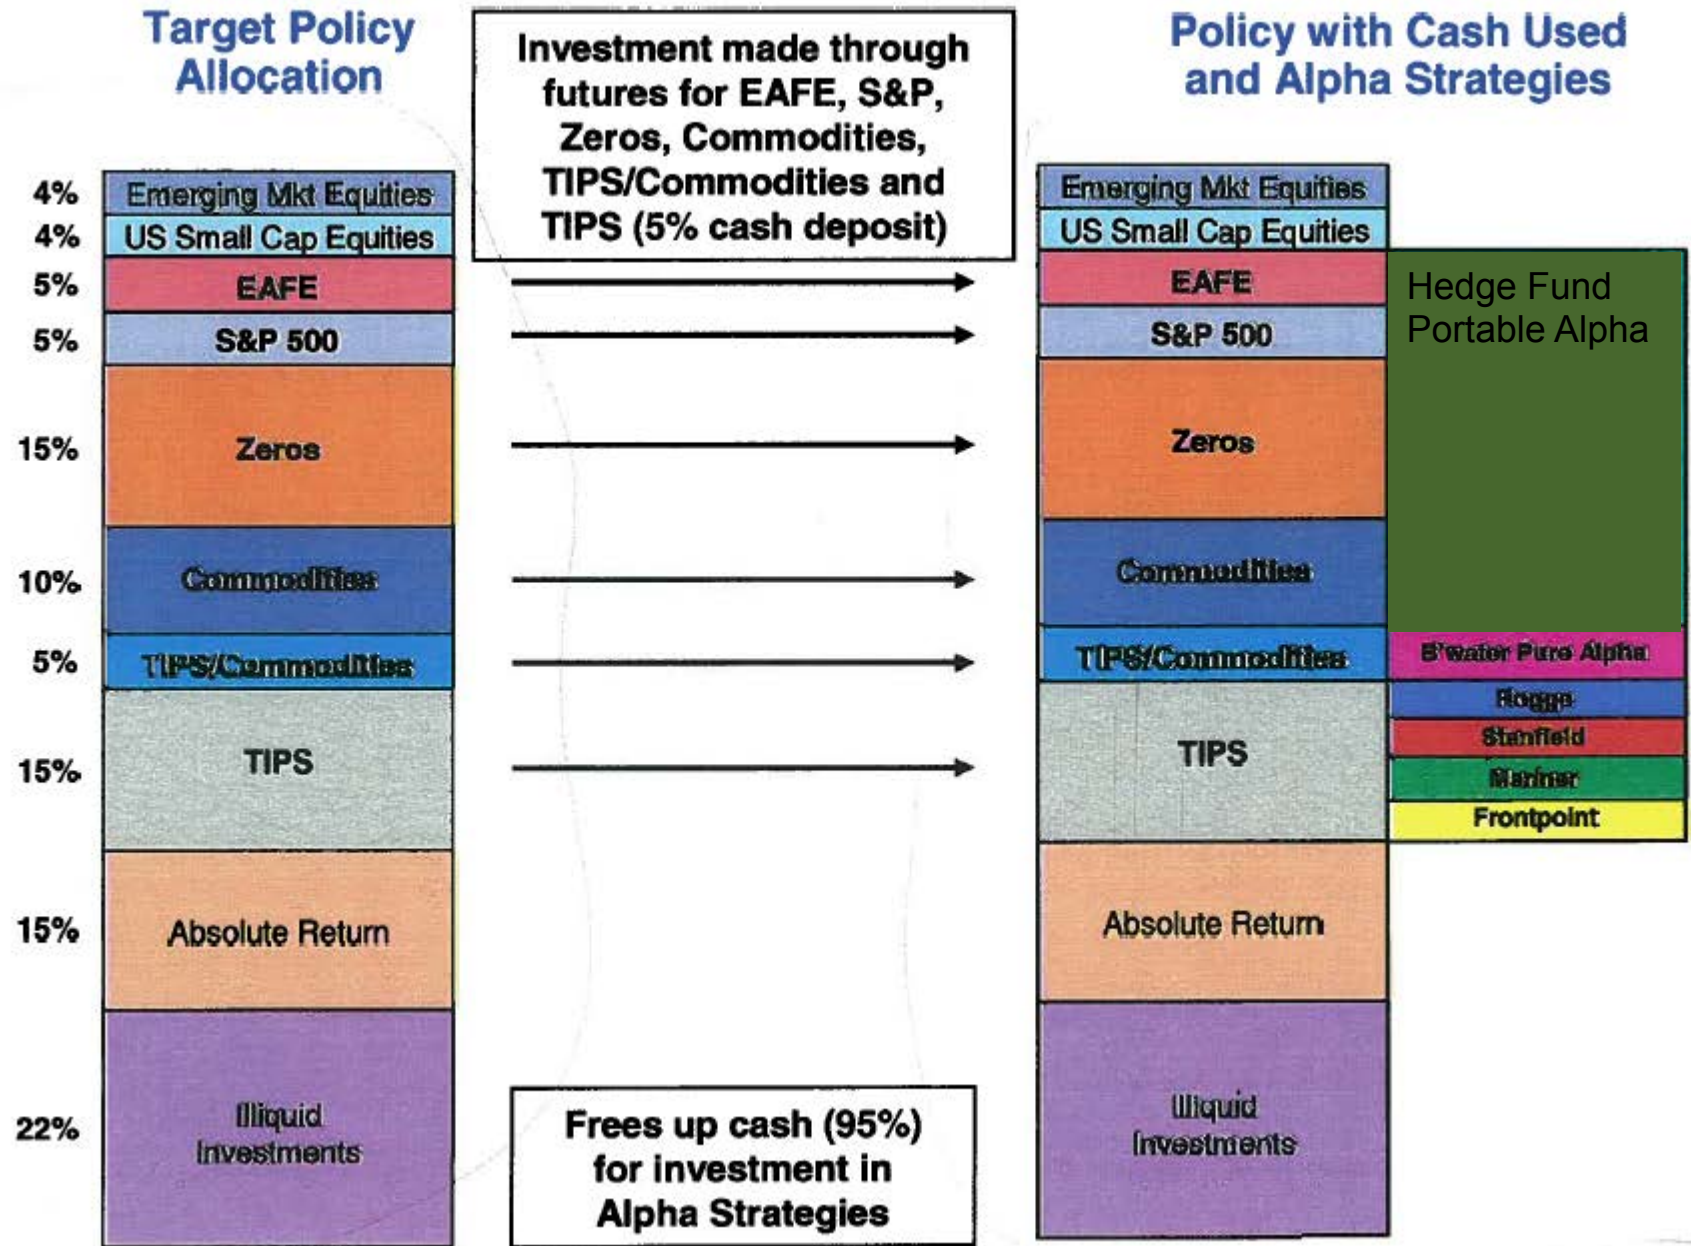 Target Policy
Allocation
Investment made through
futures for EAFE, S&P,
Zeros, Commodities,
TIPS/Commodities and
TIPS (5% cash deposit)
Policy with Cash Used
and Alpha Strategies
4%
Emerging Mkt Equities
4%
US Small Cap Equities
5%
EAFE
5%
S&P 500
15%
Zeros
10%
Commodities
5%
TIPS/Commodities
15%
TIPS
15%
Absolute Return
22%
Illiquid
Investments
Frees up cash (95%)
for investment in
Alpha Strategies
Emerging Mkt Equities
US Small Cap Equities
EAFE
S&P 500
Zeros
Commodities
TIPS/Commodities
TIPS
Absolute Return
Illiquid
Investments
Hedge Fund
Portable Alpha
B'water Pure Alpha
Rogge
Stanfield
Mariner
Frontpoint